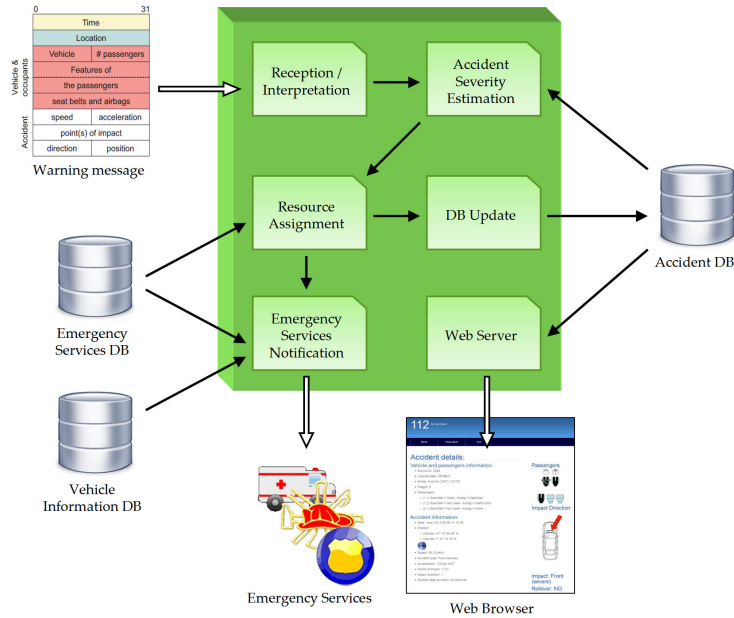 0 31
Time
Location
Vehicle # passengers
Features of
the passengers
seat belts and airbags
speed acceleration
point(s) of impact
direction position
Vehicle &
occupants
Accident
Warning message
Reception /
Interpretation
Accident
Severity
Estimation
Resource
Assignment
DB Update
Accident DB
Emergency
Services DB
Emergency
Services
Notification
Web Server
Vehicle
Information DB
112
Accident details:
Vehicle and passengers information:
Passengers
Impact Direction
Accident information:
Impact: Front
(severe)
Rollover: NO
Emergency Services
Web Browser